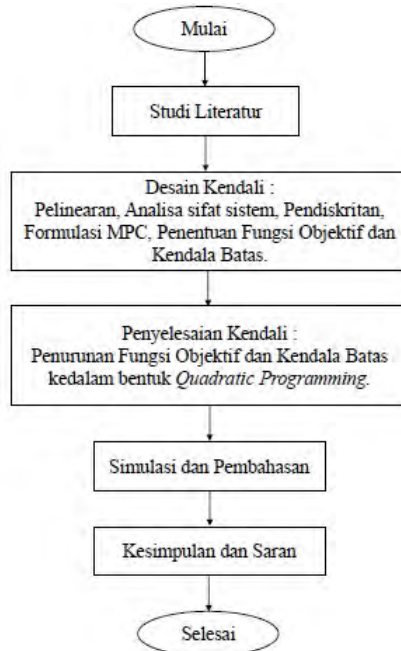 Mulai
Studi Literatur
Desain Kendali :
Pelinearan, Analisa sifat sistem, Pendiskritan,
Formulasi MPC, Penentuan Fungsi Objektif dan
Kendala Batas.
Penyelesaian Kendali :
Penurunan Fungsi Objektif dan Kendala Batas
kedalam bentuk Quadratic Programming.
Simulasi dan Pembahasan
Kesimpulan dan Saran
Selesai